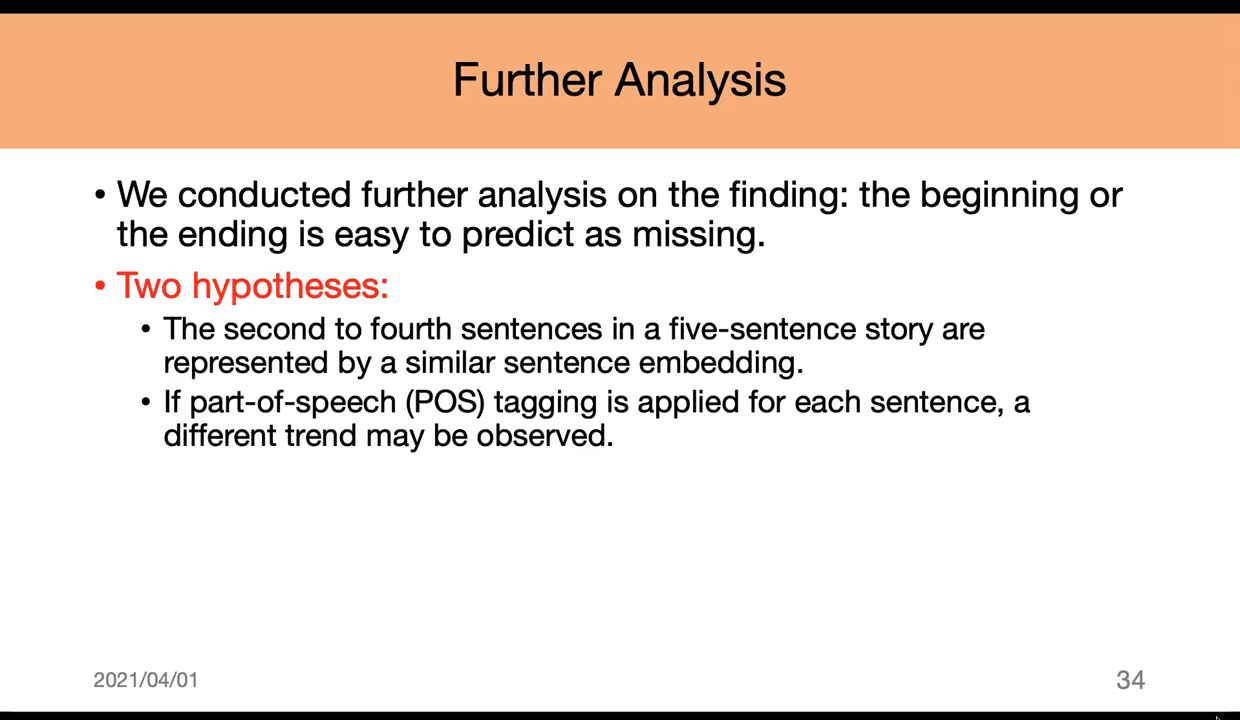 Further Analysis
• We conducted further analysis on the finding: the beginning or
the ending is easy to predict as missing.
• Two hypotheses:
• The second to fourth sentences in a five-sentence story are
represented by a similar sentence embedding.
• If part-of-speech (POS) tagging is applied for each sentence, a
different trend may be observed.
2021/04/01
34